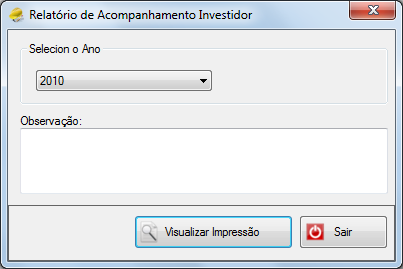 Relatório de Acompanhamento Investidor
Selecion o Ano
2010
Observação:
Visualizar Impressão
Sair